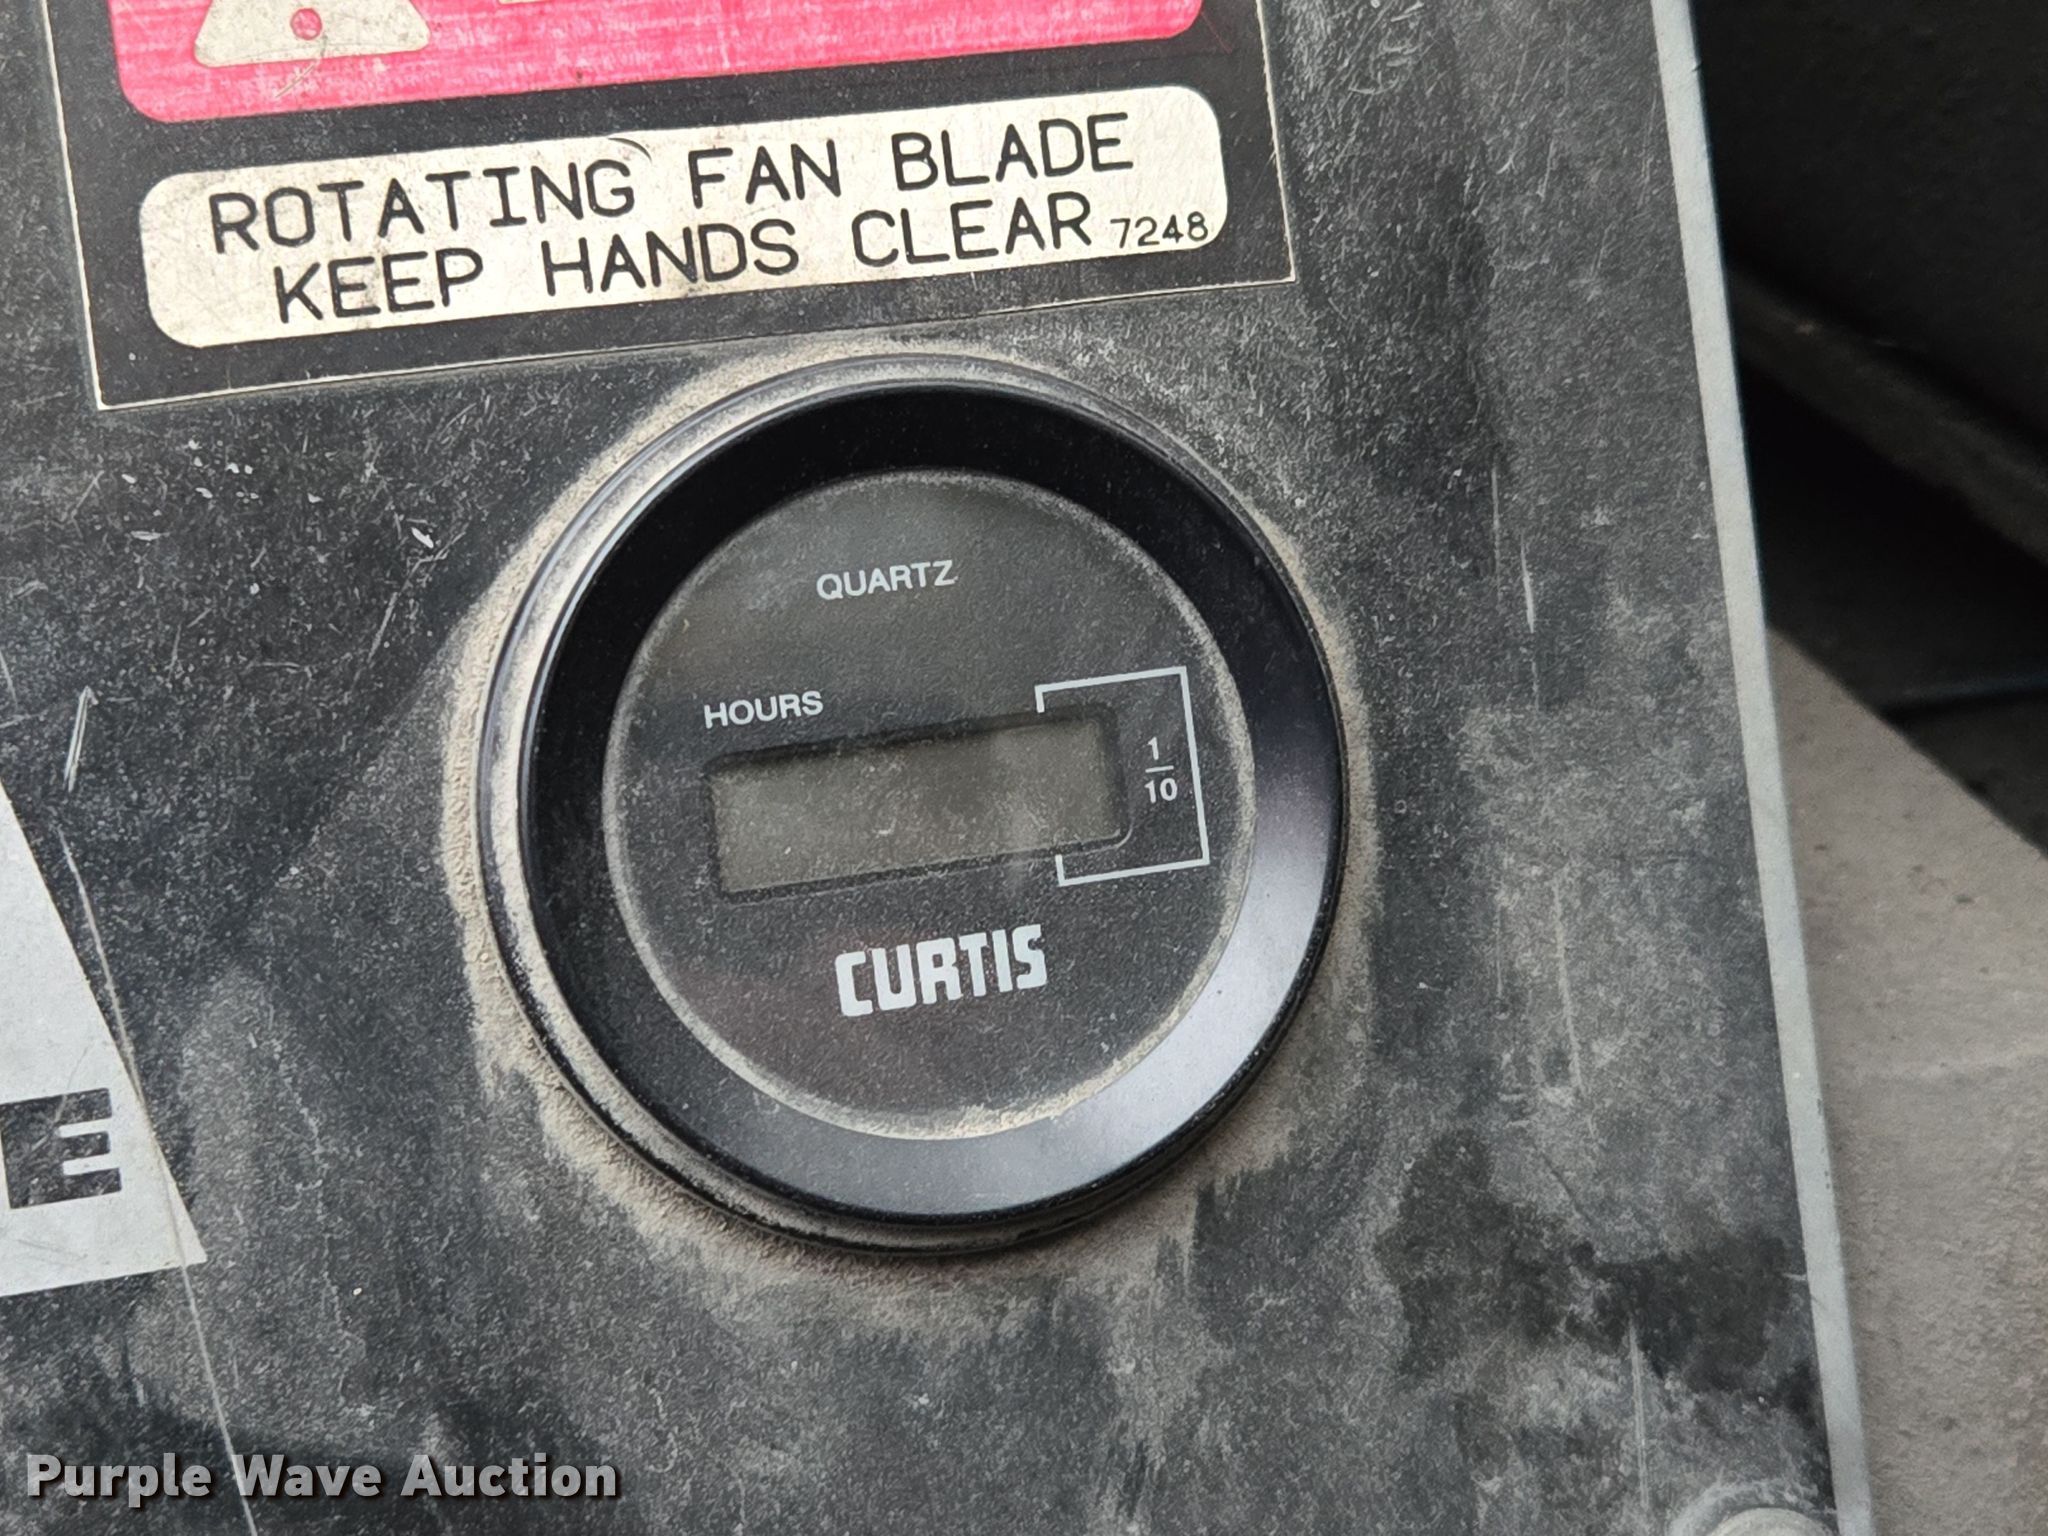 ROTATING FAN BLADE
KEEP HANDS CLEAR 7248
QUARTZ
HOURS
1/10
CURTIS
E
Purple Wave Auction